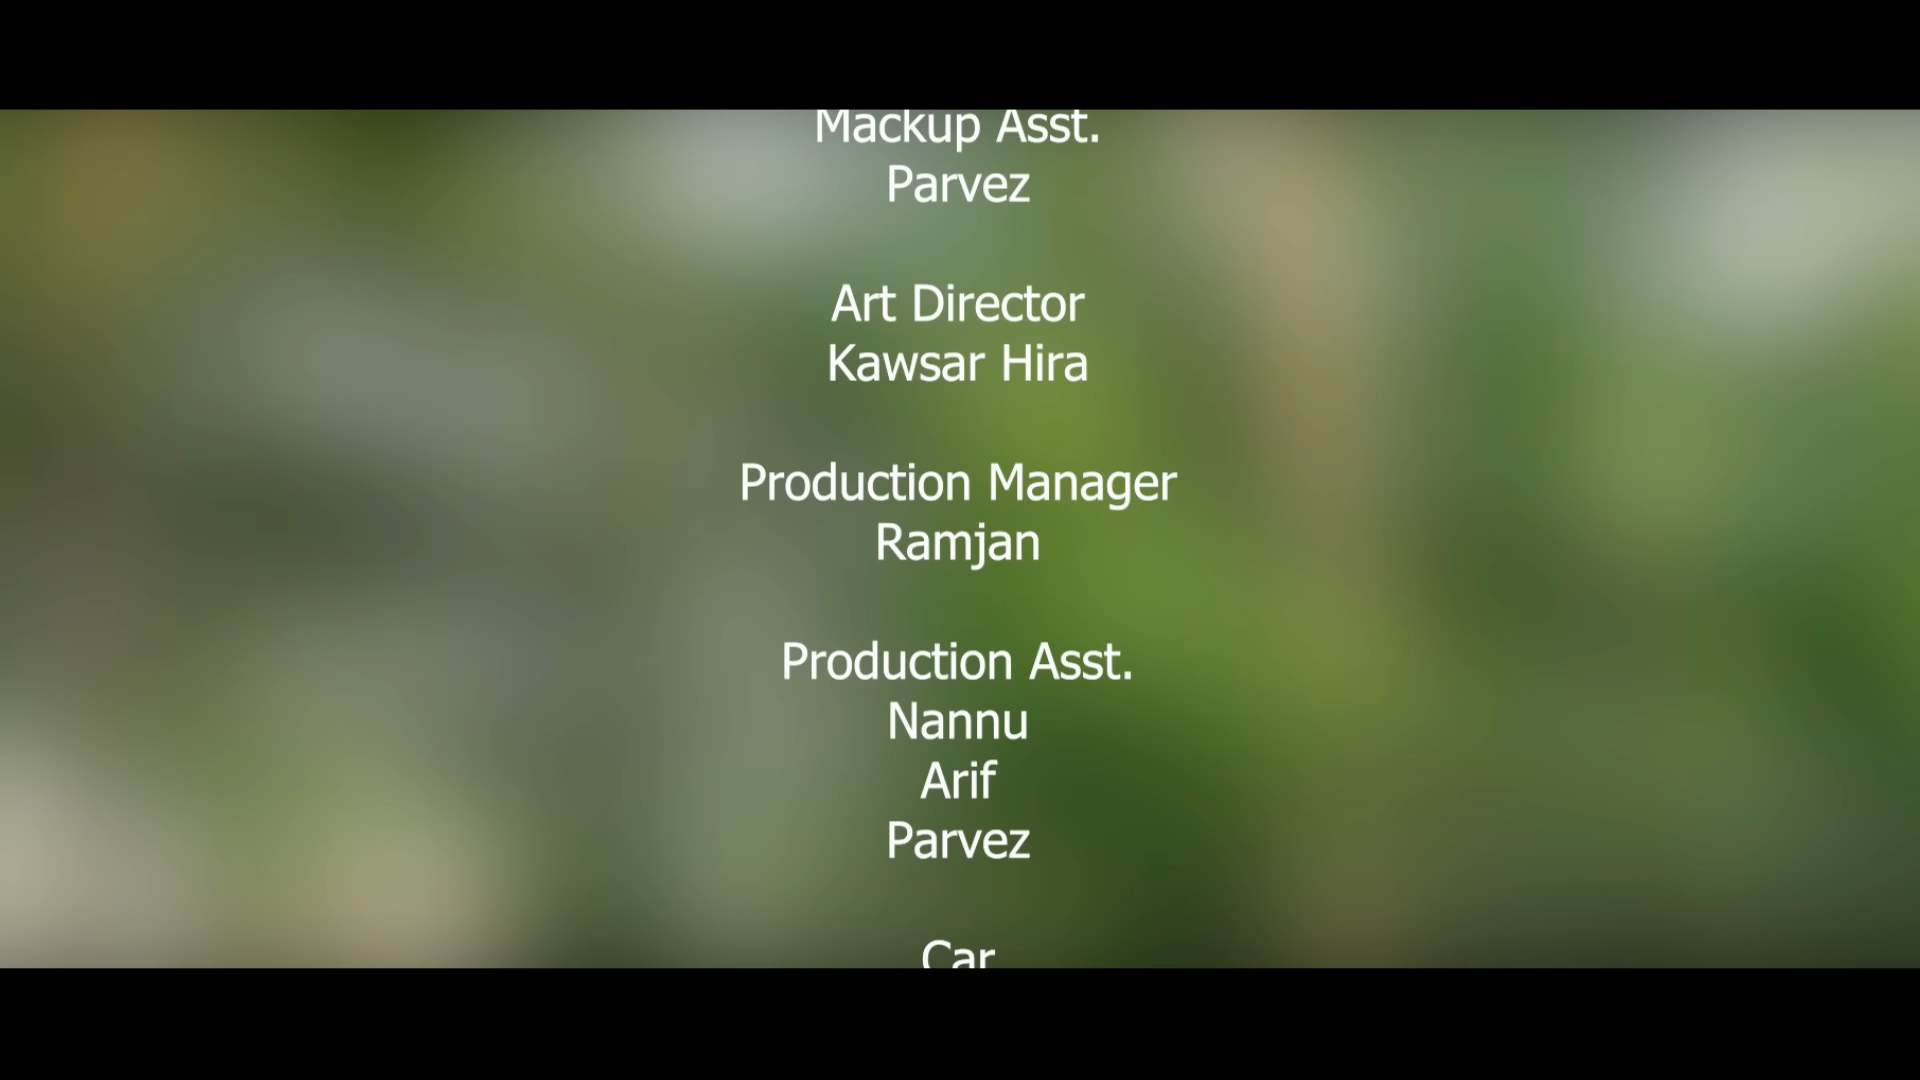 Mackup Asst.
Parvez
Art Director
Kawsar Hira
Production Manager
Ramjan
Production Asst.
Nannu
Arif
Parvez
Car